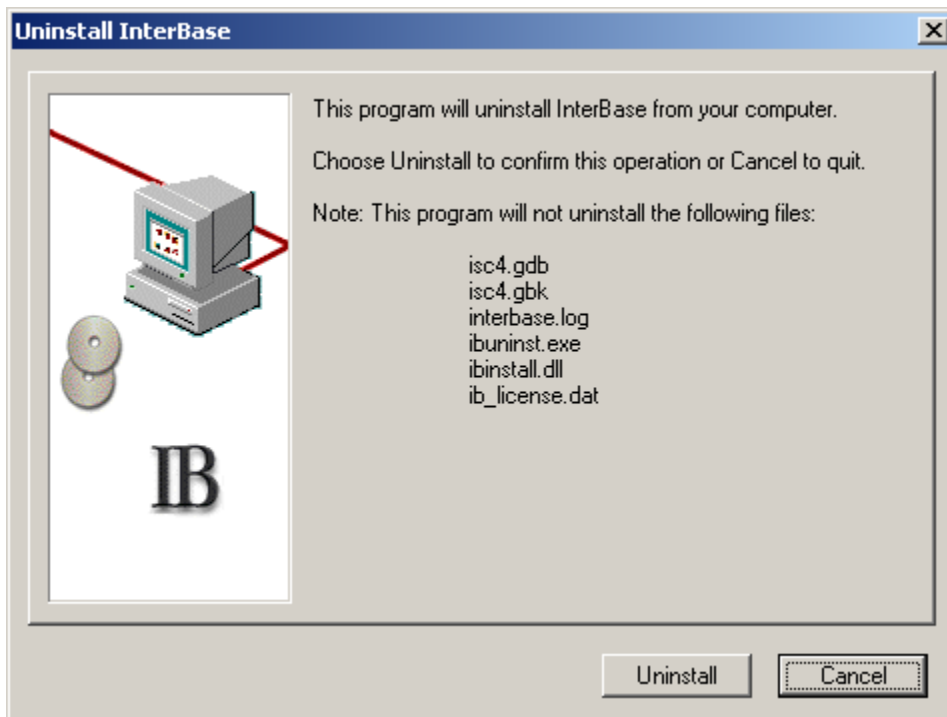 Uninstall InterBase
This program will uninstall InterBase from your computer.
Choose Uninstall to confirm this operation or Cancel to quit.
Note: This program will not uninstall the following files:
isc4.gdb
isc4.gbk
interbase.log
ibuninst.exe
ibinstall.dll
ib_license.dat
IB
Uninstall
Cancel